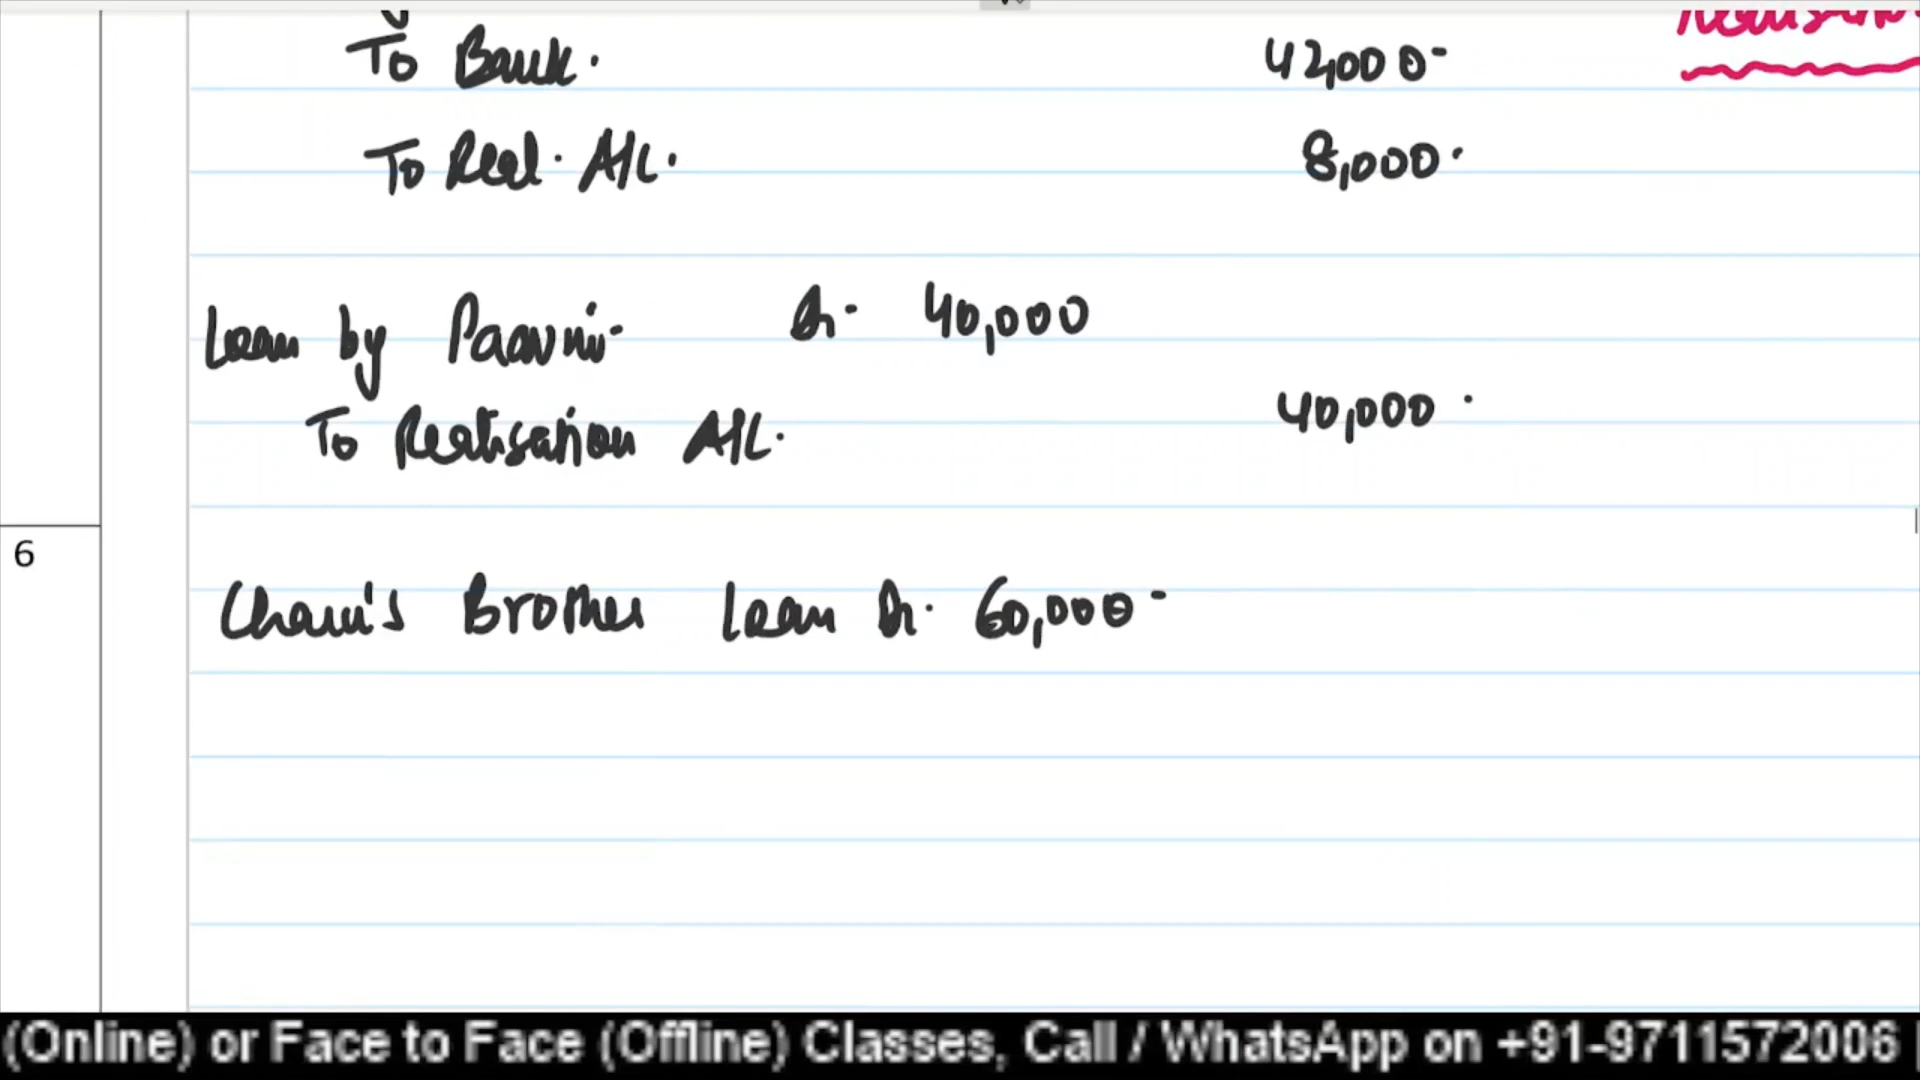 To Bank. 42,000-
To Real. A/c. 8,000.
Loan by Paavni- Dr. 40,000
To Realisation A/c. 40,000.
6
Charu's Brother Loan Dr. 60,000-
(Online) or Face to Face (Offline) Classes, Call / WhatsApp on +91-9711572006 |